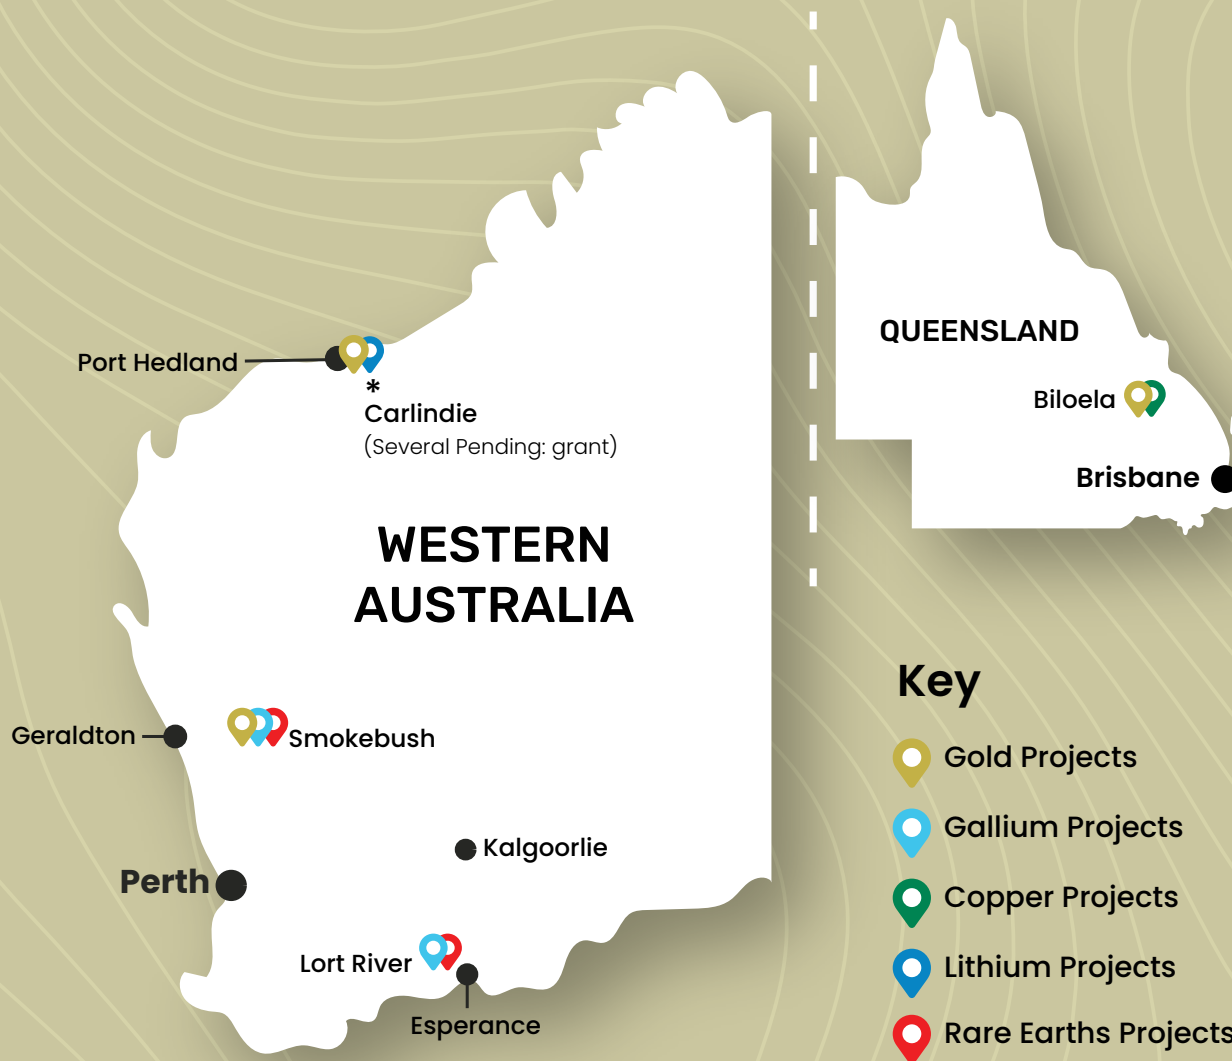 QUEENSLAND
Port Hedland
*
Carlindie
(Several Pending: grant)
Biloela
Brisbane
WESTERN
AUSTRALIA
Geraldton
Smokebush
Kalgoorlie
Perth
Lort River
Esperance
Key
Gold Projects
Gallium Projects
Copper Projects
Lithium Projects
Rare Earths Projects